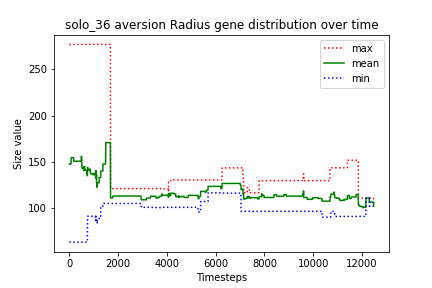 solo_36 aversion Radius gene distribution over time
max
mean
min
Size value
250
200
150
100
0
2000
4000
6000
8000
10000
12000
Timesteps